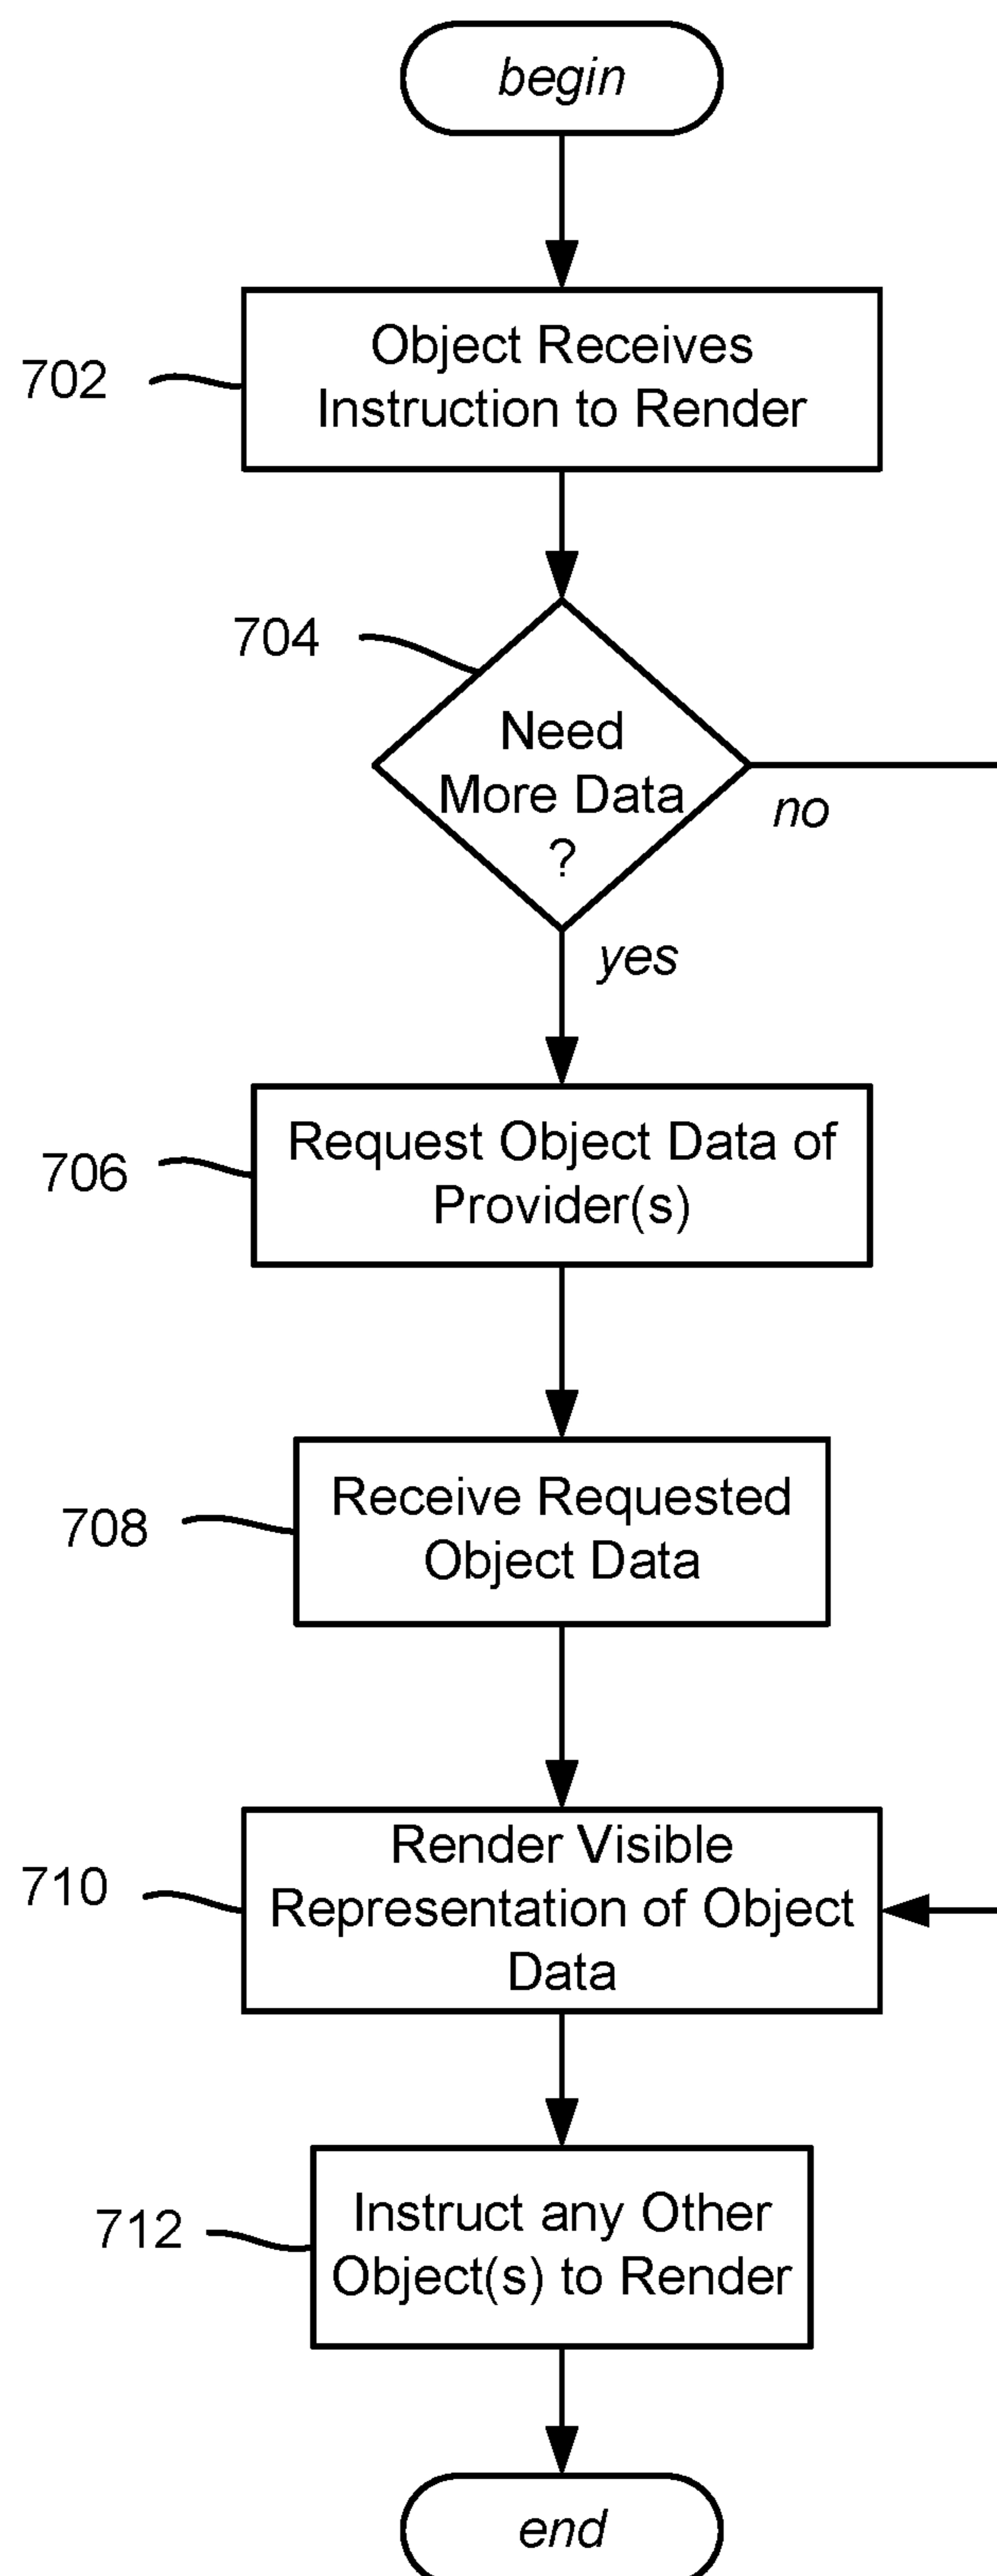 begin
702
Object Receives
Instruction to Render
704
Need
More Data
?
no
yes
706
Request Object Data of
Provider(s)
708
Receive Requested
Object Data
710
Render Visible
Representation of Object
Data
712
Instruct any Other
Object(s) to Render
end